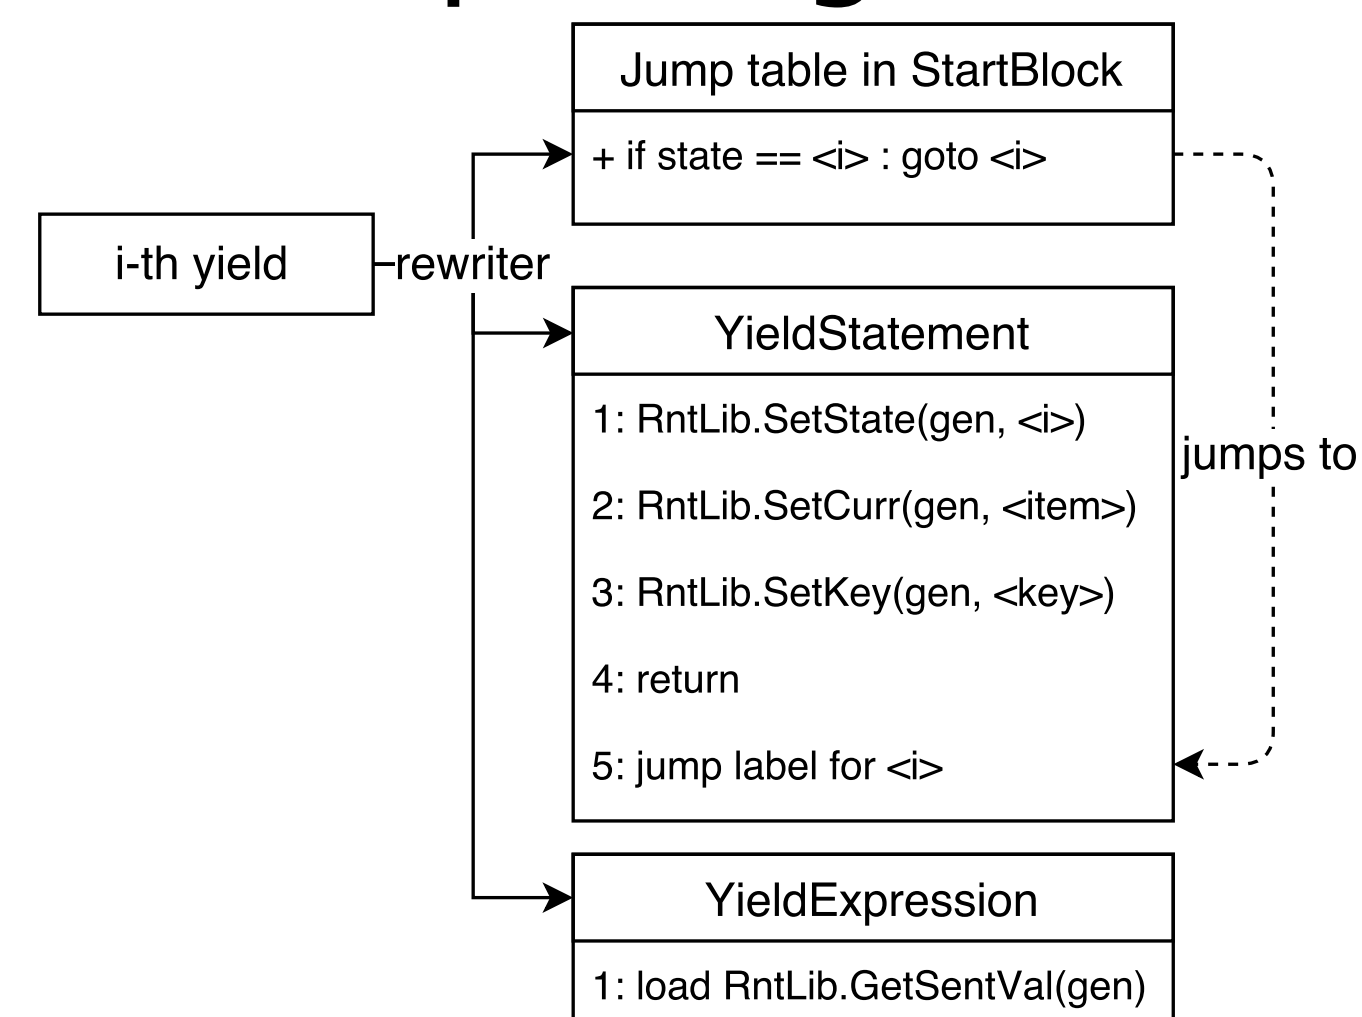 Jump table in StartBlock
+ if state == <i> : goto <i>
i-th yield
rewriter
YieldStatement
1: RntLib.SetState(gen, <i>)
2: RntLib.SetCurr(gen, <item>)
3: RntLib.SetKey(gen, <key>)
4: return
5: jump label for <i>
jumps to
YieldExpression
1: load RntLib.GetSentVal(gen)